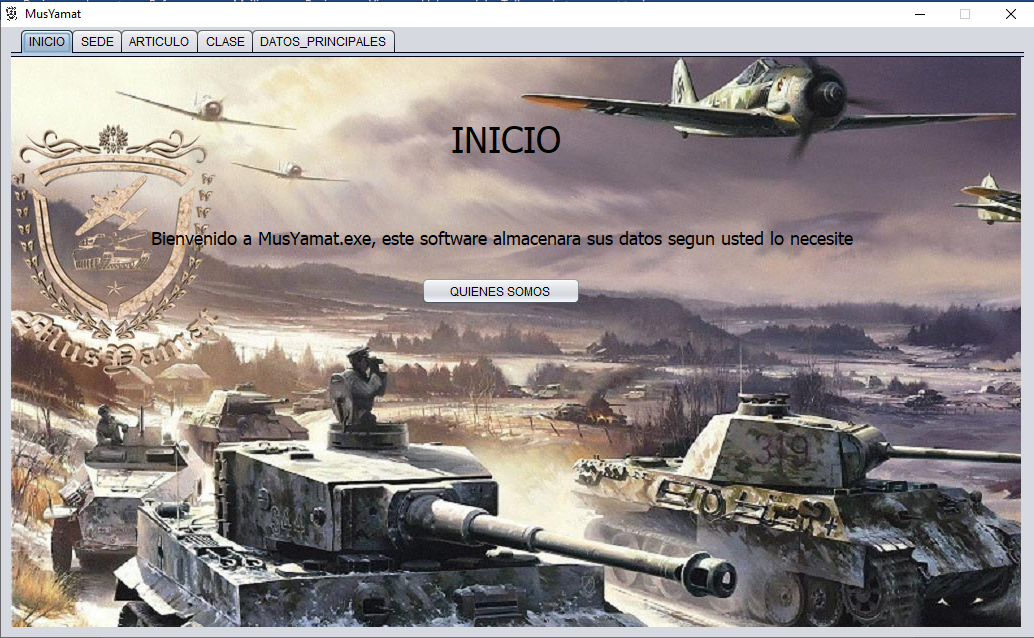 MusYamat
INICIO SEDE ARTICULO CLASE DATOS_PRINCIPALES
INICIO
Bienvenido a MusYamat.exe, este software almacenara sus datos segun usted lo necesite
QUIENES SOMOS
MusYamat
319